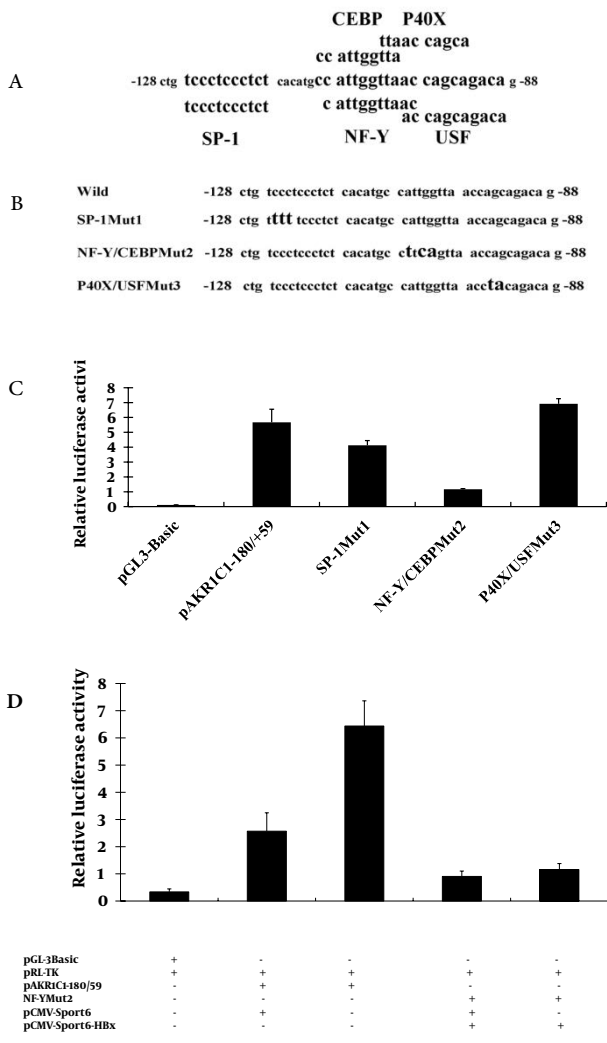 CEBP P40X
ttaac cagca
cc attggtta
A
-128 ctg tccctccctct cacatgcc attggttaac cagcagaca g -88
tccctccctct
c attggttaac
ac cagcagaca
SP-1 NF-Y USF
B
Wild -128 ctg tccctccctct cacatgc cattggtta accagcagaca g -88
SP-1Mut1 -128 ctg tttt tccctct cacatgc cattggtta accagcagaca g -88
NF-Y/CEBPMut2 -128 ctg tccctccctct cacatgc cttcagtta accagcagaca g -88
P40X/USFMut3 -128 ctg tccctccctct cacatgc cattggtta acctacagaca g -88
C
Relative luciferase activi
8
7
6
5
4
3
2
1
0
pGL3-Basic
pAKR1C1-180/+59
SP-1Mut1
NF-Y/CEBPMut2
P40X/USFMut3
D
Relative luciferase activity
8
7
6
5
4
3
2
1
0
pGL-3Basic + - - - -
pRL-TK + + + + +
pAKR1C1-180/59 - + + - -
NF-YMut2 - - - + +
pCMV-Sport6 - + - + -
pCMV-Sport6-HBx - - - + +